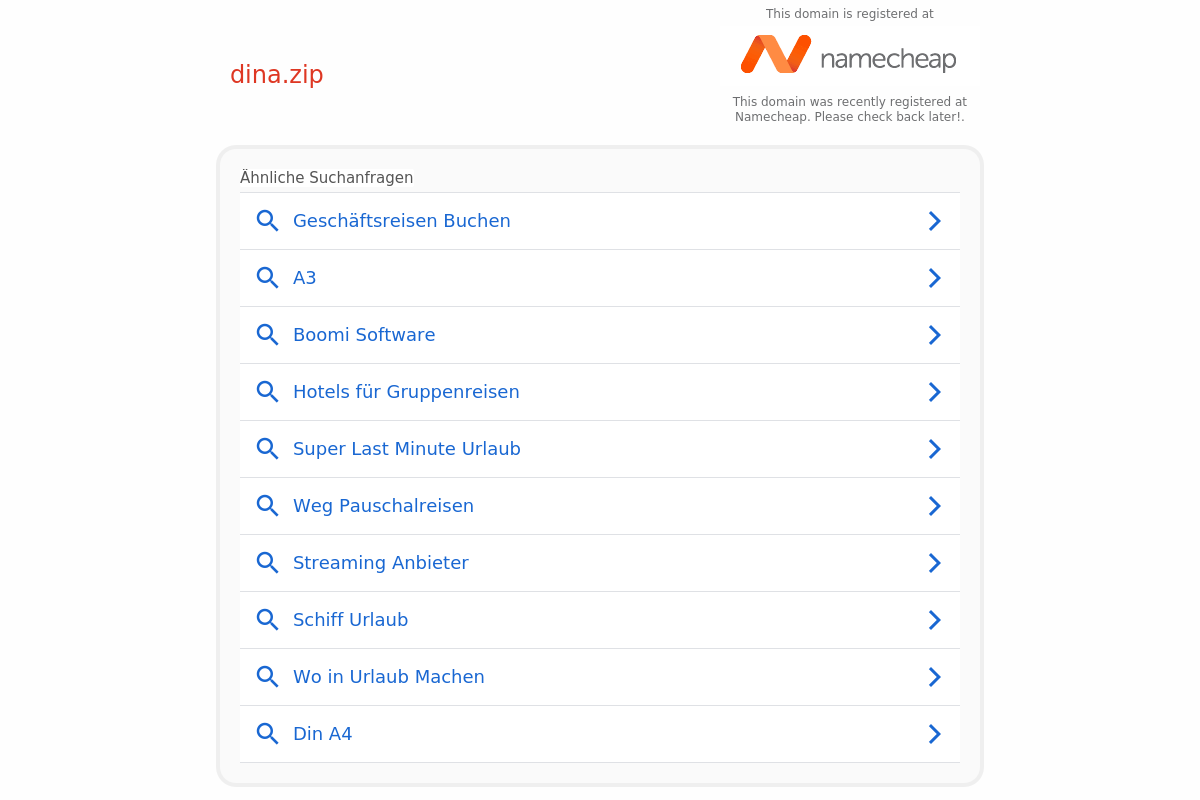 This domain is registered at
namecheap
dina.zip
This domain was recently registered at
Namecheap. Please check back later!.
Ähnliche Suchanfragen
Geschäftsreisen Buchen
A3
Boomi Software
Hotels für Gruppenreisen
Super Last Minute Urlaub
Weg Pauschalreisen
Streaming Anbieter
Schiff Urlaub
Wo in Urlaub Machen
Din A4